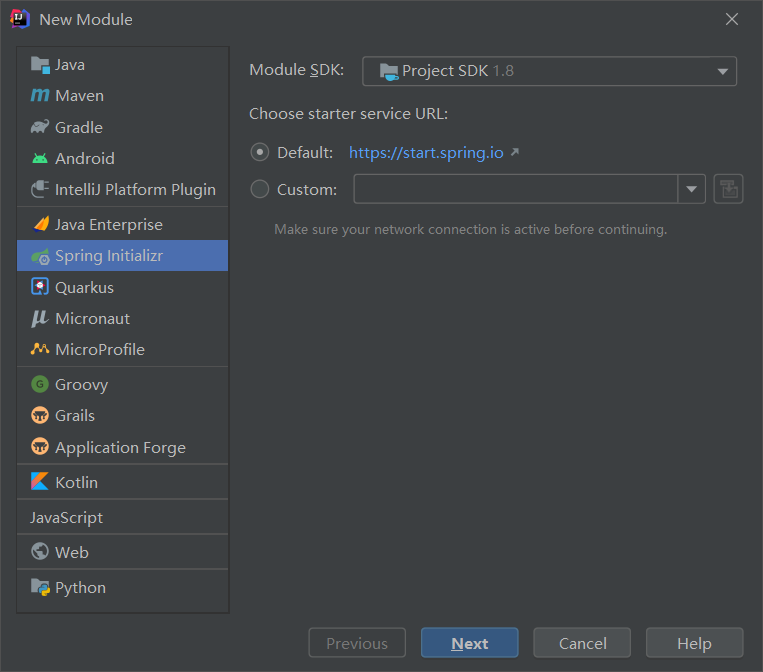 New Module
Java
Maven
Gradle
Android
IntelliJ Platform Plugin
Java Enterprise
Spring Initializr
Quarkus
Micronaut
MicroProfile
Groovy
Grails
Application Forge
Kotlin
JavaScript
Web
Python
Module SDK: Project SDK 1.8
Choose starter service URL:
Default: https://start.spring.io
Custom:
Make sure your network connection is active before continuing.
Previous Next Cancel Help